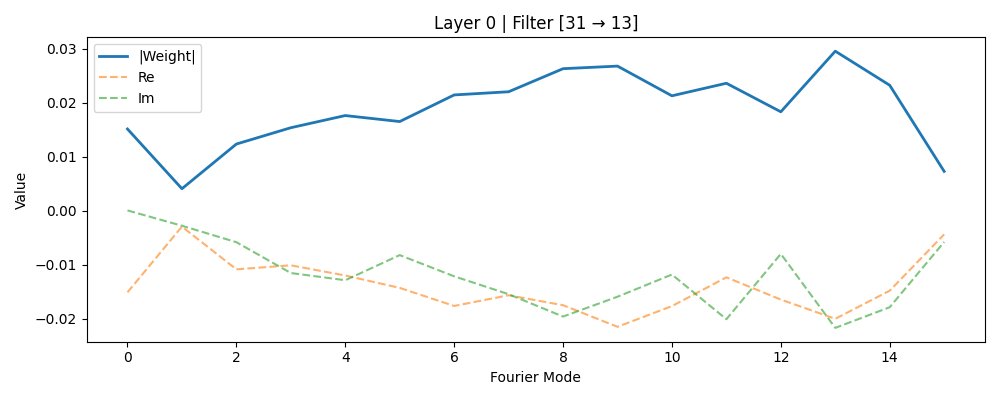 Layer 0 | Filter [31 → 13]
|Weight|
Re
Im
0.03
0.02
0.01
0.00
−0.01
−0.02
Value
0 2 4 6 8 10 12 14
Fourier Mode